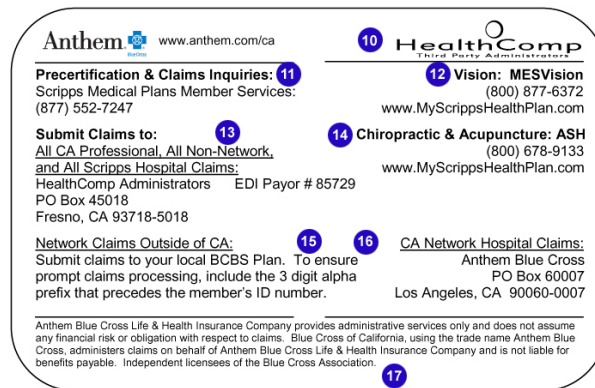 Anthem BlueCross www.anthem.com/ca
10 HealthComp
Third Party Administrators
Precertification & Claims Inquiries: 11
Scripps Medical Plans Member Services:
(877) 552-7247
12 Vision: MESVision
(800) 877-6372
www.MyScrippsHealthPlan.com
Submit Claims to: 13
All CA Professional, All Non-Network,
and All Scripps Hospital Claims:
HealthComp Administrators EDI Payor # 85729
PO Box 45018
Fresno, CA 93718-5018
14 Chiropractic & Acupuncture: ASH
(800) 678-9133
www.MyScrippsHealthPlan.com
Network Claims Outside of CA: 15
Submit claims to your local BCBS Plan. To ensure
prompt claims processing, include the 3 digit alpha
prefix that precedes the member's ID number.
16 CA Network Hospital Claims:
Anthem Blue Cross
PO Box 60007
Los Angeles, CA 90060-0007
Anthem Blue Cross Life & Health Insurance Company provides administrative services only and does not assume
any financial risk or obligation with respect to claims. Blue Cross of California, using the trade name Anthem Blue
Cross, administers claims on behalf of Anthem Blue Cross Life & Health Insurance Company and is not liable for
benefits payable. Independent licensees of the Blue Cross Association.
17